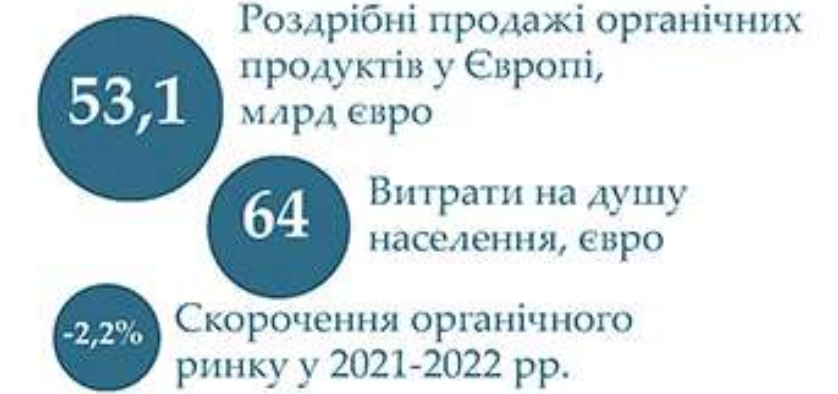 53,1
Роздрібні продажі органічних
продуктів у Європі,
млрд євро
64
Витрати на душу
населення, євро
-2,2%
Скорочення органічного
ринку у 2021-2022 рр.